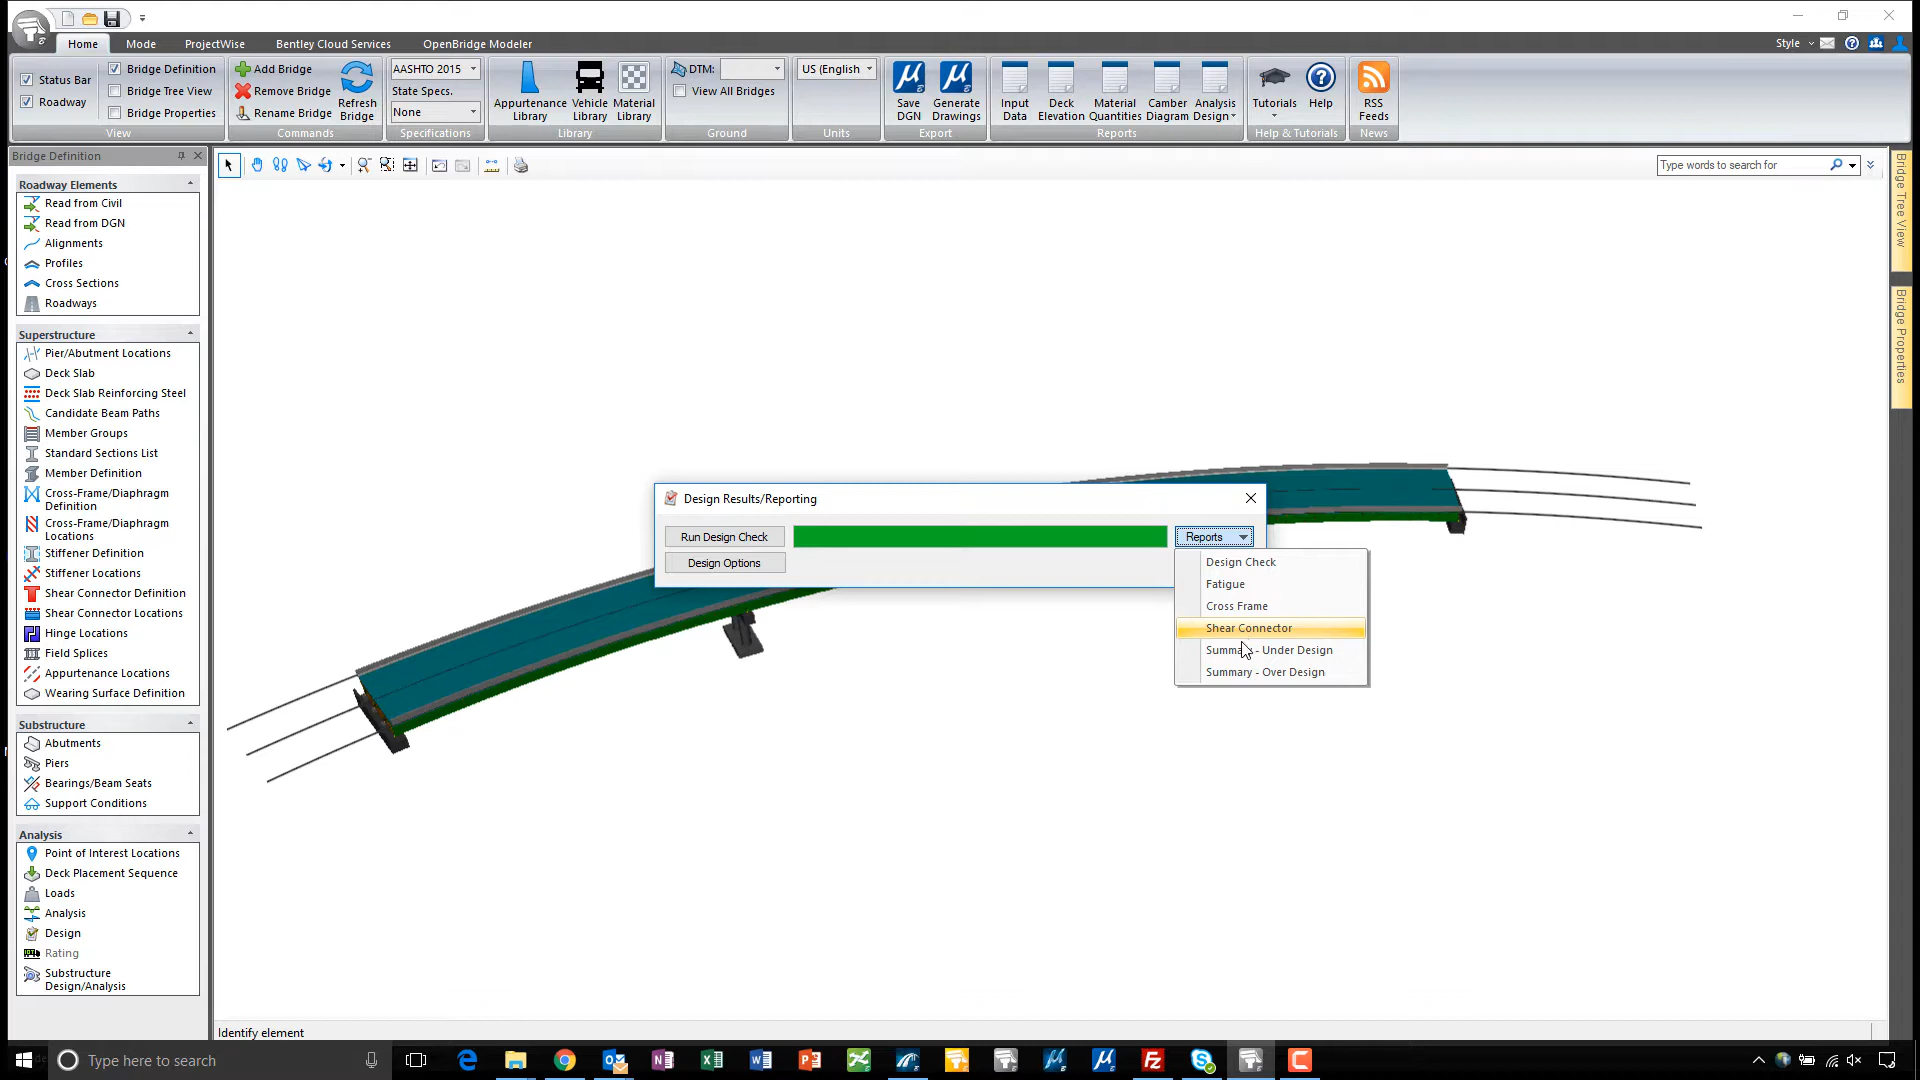 Home Mode ProjectWise Bentley Cloud Services OpenBridge Modeler Style
Status Bar
Roadway
Bridge Definition
Bridge Tree View
Bridge Properties
View
Add Bridge
Remove Bridge
Rename Bridge
Refresh
Bridge
Commands
AASHTO 2015
State Specs.
None
Specifications
Appurtenance
Library
Vehicle
Library
Material
Library
Library
DTM:
View All Bridges
Ground
US (English
Units
Save
DGN
Generate
Drawings
Export
Input
Data
Deck
Elevation
Material
Quantities
Camber
Diagram
Analysis
Design
Reports
Tutorials
Help
Help & Tutorials
RSS
Feeds
News
Bridge Definition
Roadway Elements
Read from Civil
Read from DGN
Alignments
Profiles
Cross Sections
Roadways
Superstructure
Pier/Abutment Locations
Deck Slab
Deck Slab Reinforcing Steel
Candidate Beam Paths
Member Groups
Standard Sections List
Member Definition
Cross-Frame/Diaphragm
Definition
Cross-Frame/Diaphragm
Locations
Stiffener Definition
Stiffener Locations
Shear Connector Definition
Shear Connector Locations
Hinge Locations
Field Splices
Appurtenance Locations
Wearing Surface Definition
Substructure
Abutments
Piers
Bearings/Beam Seats
Support Conditions
Analysis
Point of Interest Locations
Deck Placement Sequence
Loads
Analysis
Design
Rating
Substructure
Design/Analysis
Type words to search for
Bridge Tree View
Bridge Properties
Design Results/Reporting
Run Design Check
Design Options
Reports
Design Check
Fatigue
Cross Frame
Shear Connector
Summary - Under Design
Summary - Over Design
Identify element
Type here to search